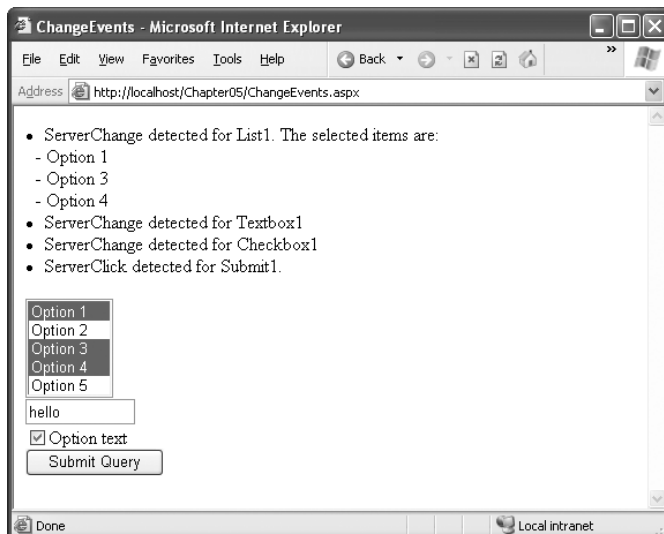 ChangeEvents - Microsoft Internet Explorer
File Edit View Favorites Tools Help Back »
Address http://localhost/Chapter05/ChangeEvents.aspx
• ServerChange detected for List1. The selected items are:
- Option 1
- Option 3
- Option 4
• ServerChange detected for Textbox1
• ServerChange detected for Checkbox1
• ServerClick detected for Submit1.
Option 1
Option 2
Option 3
Option 4
Option 5
hello
Option text
Submit Query
Done Local intranet